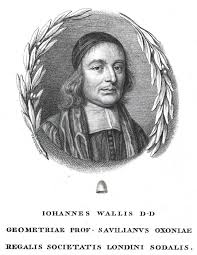 IOHANNES WALLIS D·D
GEOMETRIAE PROF· SAVILIANVS OXONIAE
REGALIS SOCIETATIS LONDINI SODALIS.